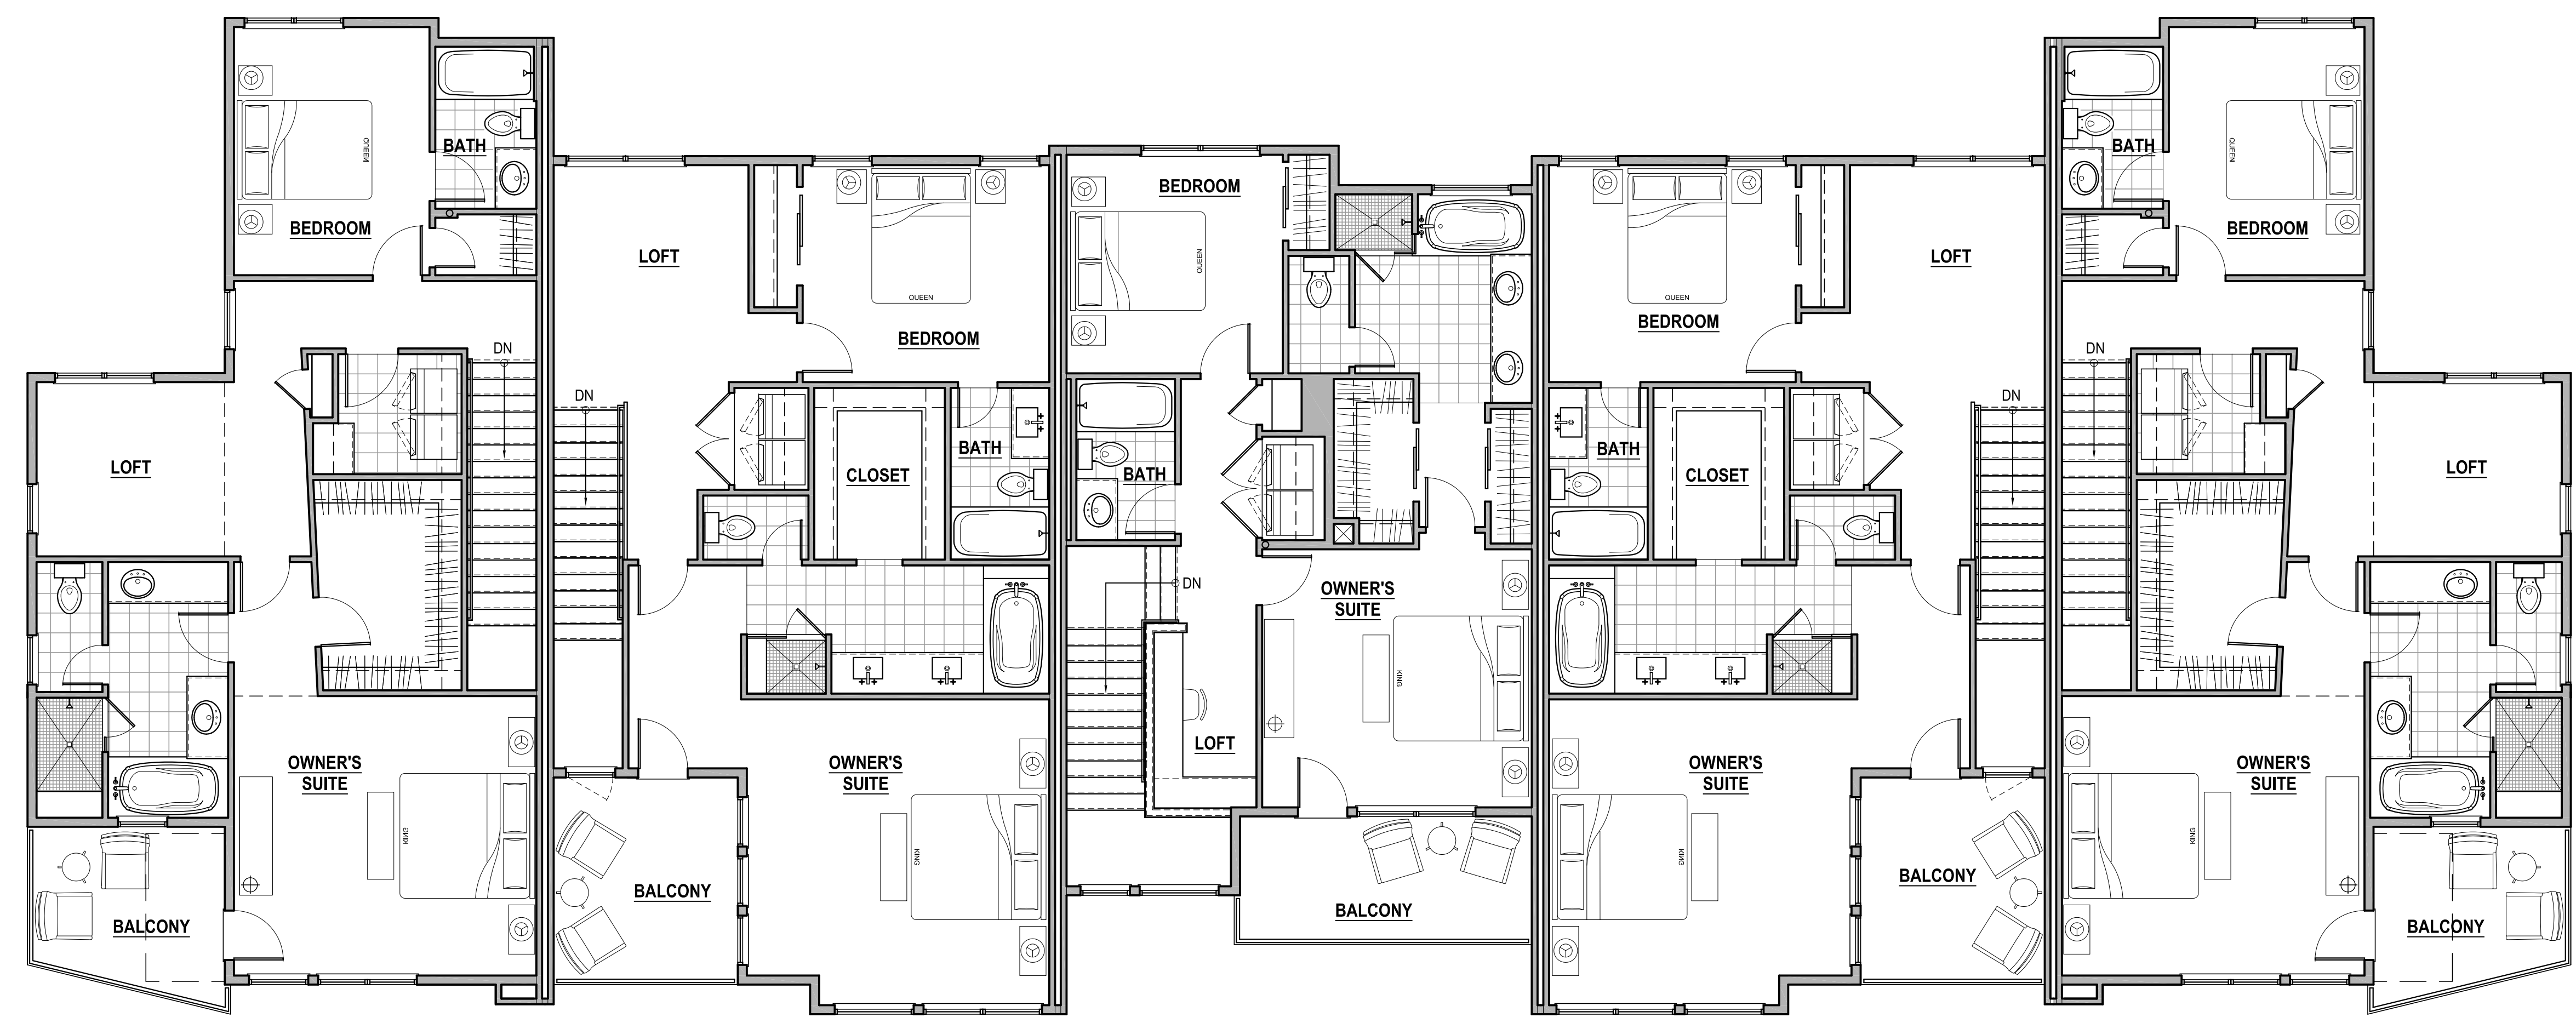 BEDROOM
BATH
QUEEN
DN
LOFT
OWNER'S
SUITE
KING
BALCONY
LOFT
QUEEN
BEDROOM
DN
CLOSET
BATH
OWNER'S
SUITE
KING
BALCONY
BEDROOM
QUEEN
BATH
DN
OWNER'S
SUITE
KING
LOFT
BALCONY
QUEEN
BEDROOM
LOFT
BATH
CLOSET
DN
OWNER'S
SUITE
KING
BALCONY
BATH
QUEEN
BEDROOM
DN
LOFT
OWNER'S
SUITE
KING
BALCONY